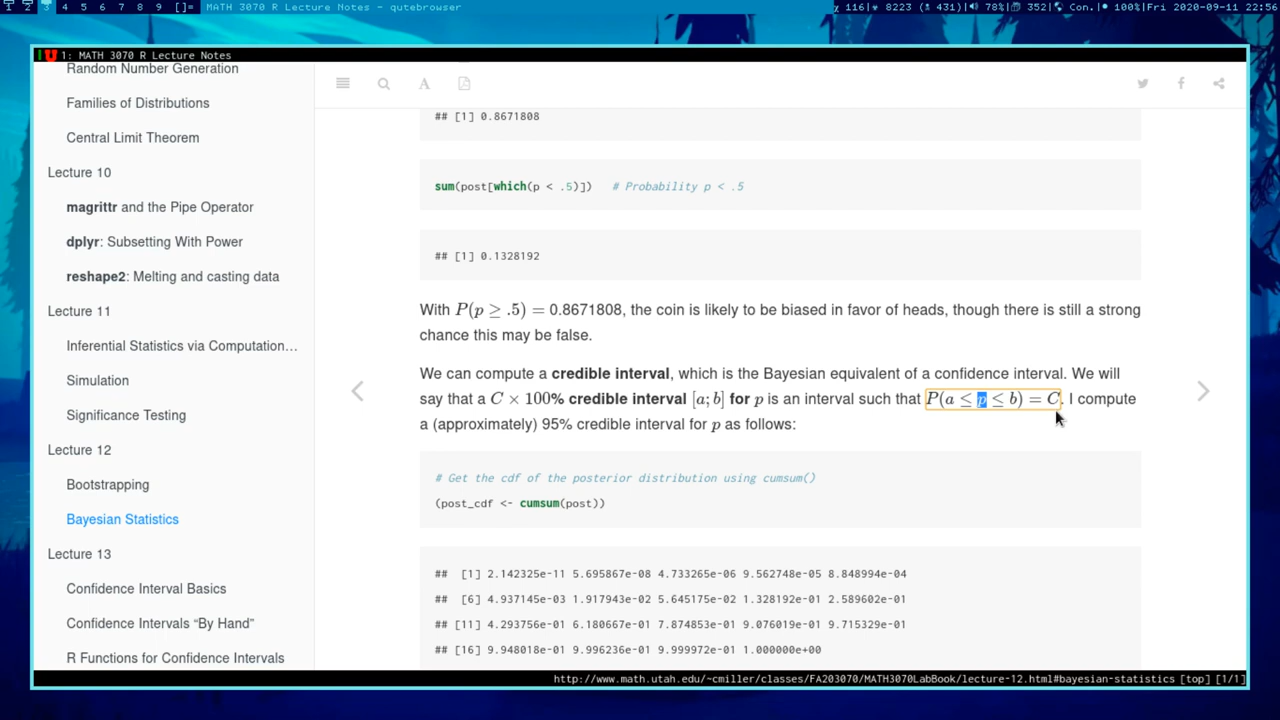 1 2 3 4 5 6 7 8 9 []= MATH 3070 R Lecture Notes - qutebrowser
116| 8223 ( 431)| 78%| 352| Con.| 100%|Fri 2020-09-11 22:56
1: MATH 3070 R Lecture Notes
Random Number Generation
Families of Distributions
Central Limit Theorem
Lecture 10
magrittr and the Pipe Operator
dplyr: Subsetting With Power
reshape2: Melting and casting data
Lecture 11
Inferential Statistics via Computation…
Simulation
Significance Testing
Lecture 12
Bootstrapping
Bayesian Statistics
Lecture 13
Confidence Interval Basics
Confidence Intervals “By Hand”
R Functions for Confidence Intervals
A
## [1] 0.8671808
sum(post[which(p < .5)]) # Probability p < .5
## [1] 0.1328192
With P(p ≥ .5) = 0.8671808, the coin is likely to be biased in favor of heads, though there is still a strong
chance this may be false.
We can compute a credible interval, which is the Bayesian equivalent of a confidence interval. We will
say that a C × 100% credible interval [a; b] for p is an interval such that P(a ≤ p ≤ b) = C. I compute
a (approximately) 95% credible interval for p as follows:
# Get the cdf of the posterior distribution using cumsum()
(post_cdf <- cumsum(post))
## [1] 2.142325e-11 5.695867e-08 4.733265e-06 9.562748e-05 8.848994e-04
## [6] 4.937145e-03 1.917943e-02 5.645175e-02 1.328192e-01 2.589602e-01
## [11] 4.293756e-01 6.180667e-01 7.874853e-01 9.076019e-01 9.715329e-01
## [16] 9.948018e-01 9.996236e-01 9.999972e-01 1.000000e+00
http://www.math.utah.edu/~cmiller/classes/FA203070/MATH3070LabBook/lecture-12.html#bayesian-statistics [top] [1/1]